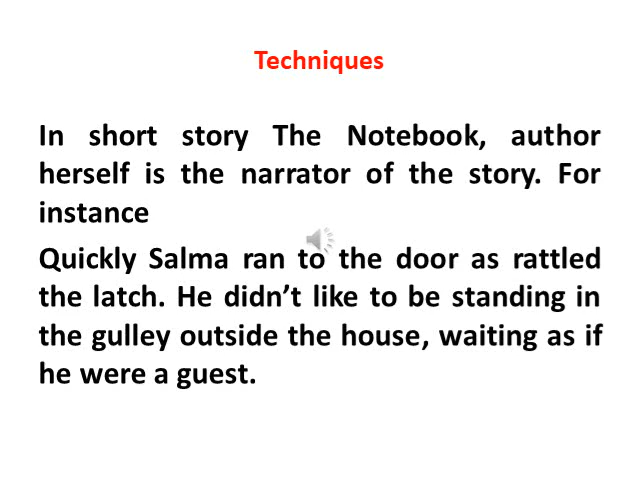 Techniques
In short story The Notebook, author
herself is the narrator of the story. For
instance
Quickly Salma ran to the door as rattled
the latch. He didn’t like to be standing in
the gulley outside the house, waiting as if
he were a guest.